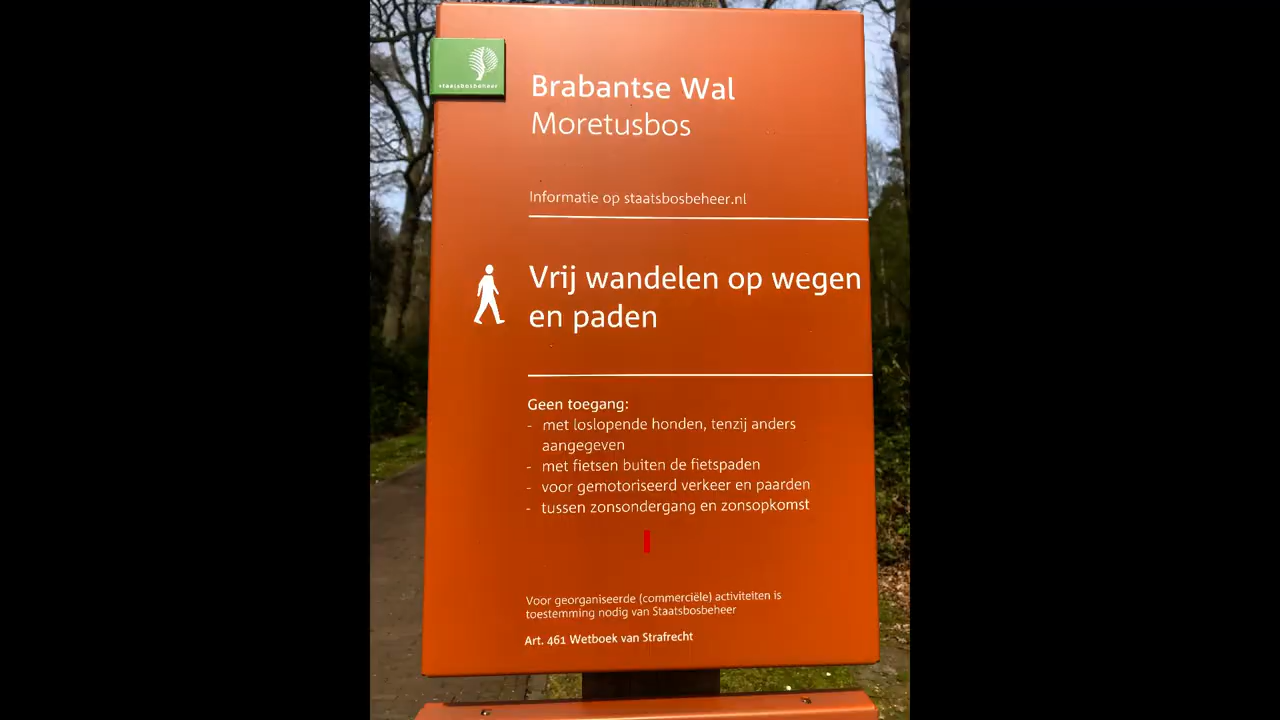 staatsbosbeheer
Brabantse Wal
Moretusbos
Informatie op staatsbosbeheer.nl
Vrij wandelen op wegen
en paden
Geen toegang:
- met loslopende honden, tenzij anders
aangegeven
- met fietsen buiten de fietspaden
- voor gemotoriseerd verkeer en paarden
- tussen zonsondergang en zonsopkomst
Voor georganiseerde (commerciële) activiteiten is
toestemming nodig van Staatsbosbeheer
Art. 461 Wetboek van Strafrecht